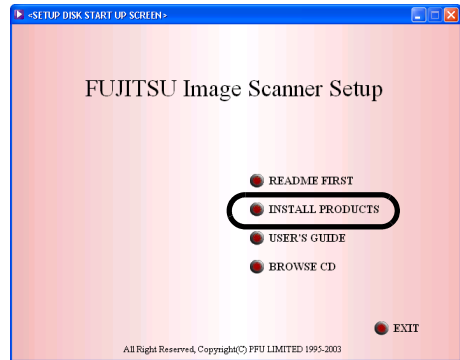 <SETUP DISK START UP SCREEN>
FUJITSU Image Scanner Setup
README FIRST
INSTALL PRODUCTS
USER'S GUIDE
BROWSE CD
EXIT
All Right Reserved, Copyright(C) PFU LIMITED 1995-2003